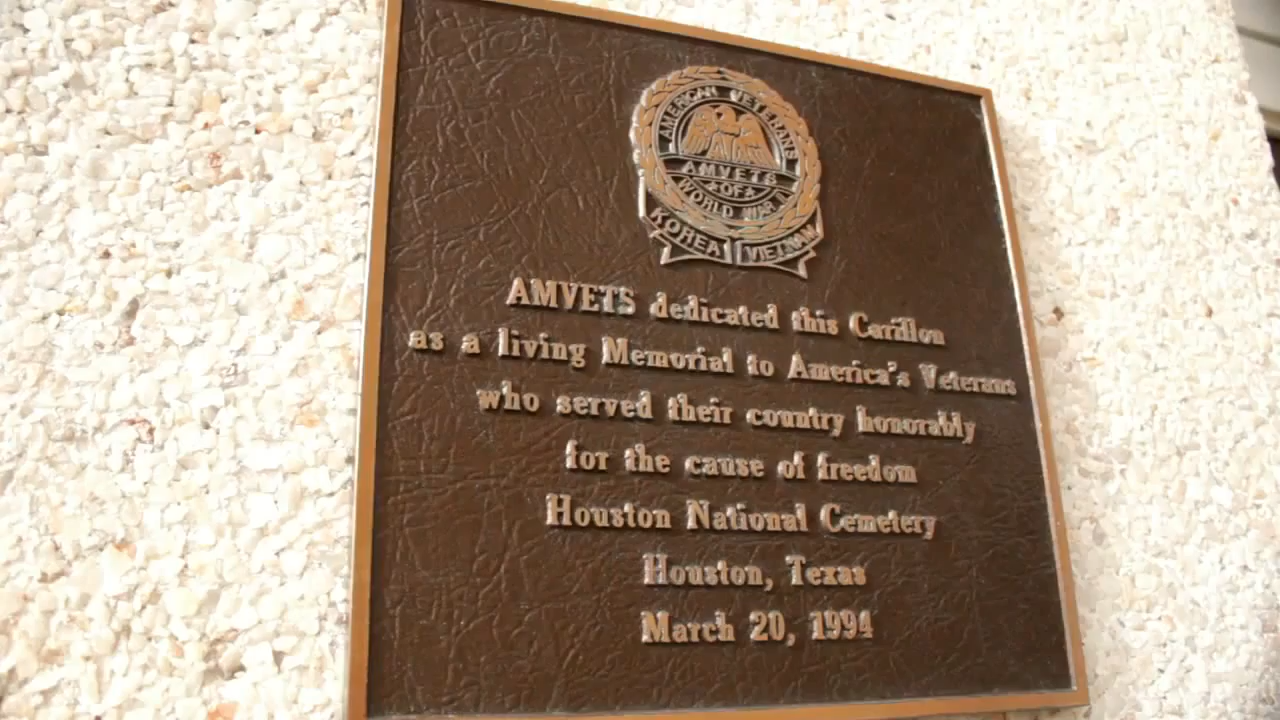 AMERICAN VETERANS
AMVETS
OF
WORLD WAR II
KOREA VIETNAM
AMVETS dedicated this Carillon
as a living Memorial to America's Veterans
who served their country honorably
for the cause of freedom
Houston National Cemetery
Houston, Texas
March 20, 1994